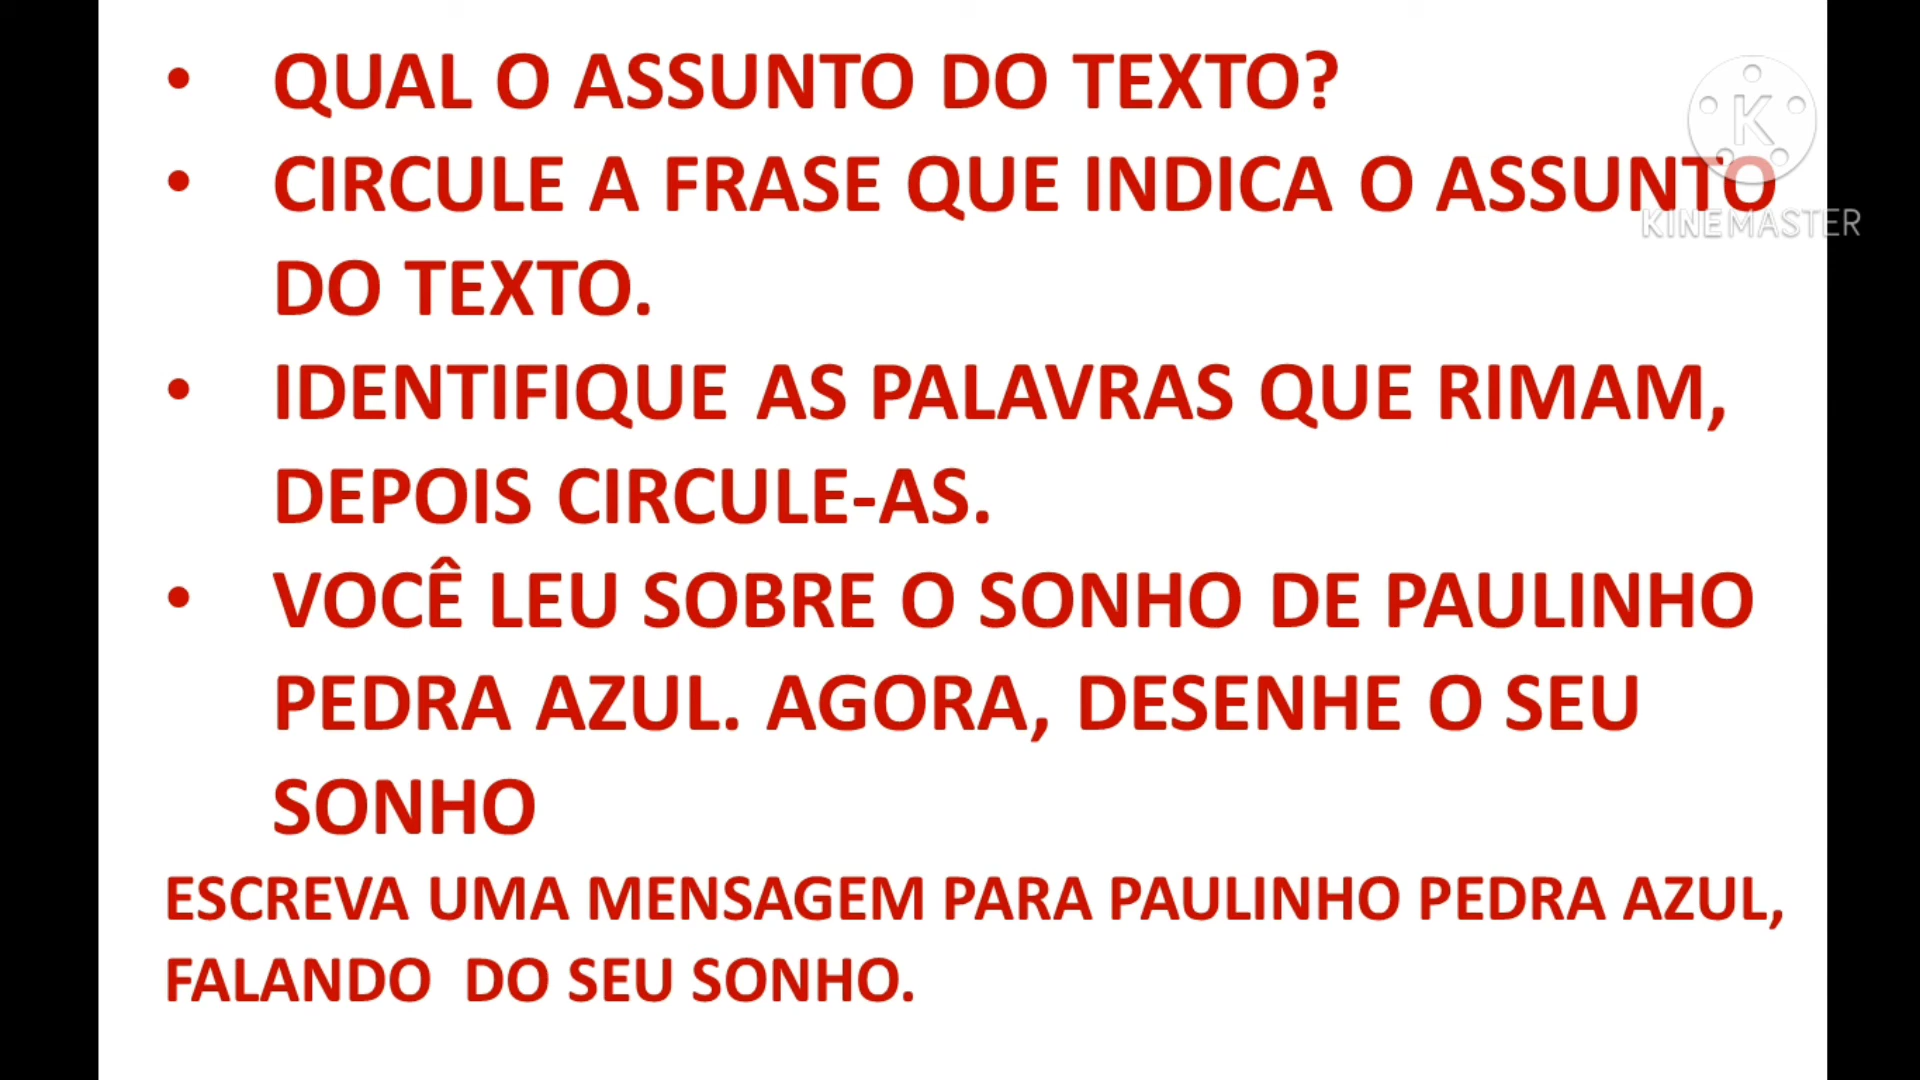 • QUAL O ASSUNTO DO TEXTO?
• CIRCULE A FRASE QUE INDICA O ASSUNTO
DO TEXTO.
• IDENTIFIQUE AS PALAVRAS QUE RIMAM,
DEPOIS CIRCULE-AS.
• VOCÊ LEU SOBRE O SONHO DE PAULINHO
PEDRA AZUL. AGORA, DESENHE O SEU
SONHO
ESCREVA UMA MENSAGEM PARA PAULINHO PEDRA AZUL,
FALANDO DO SEU SONHO.
K
KINEMASTER